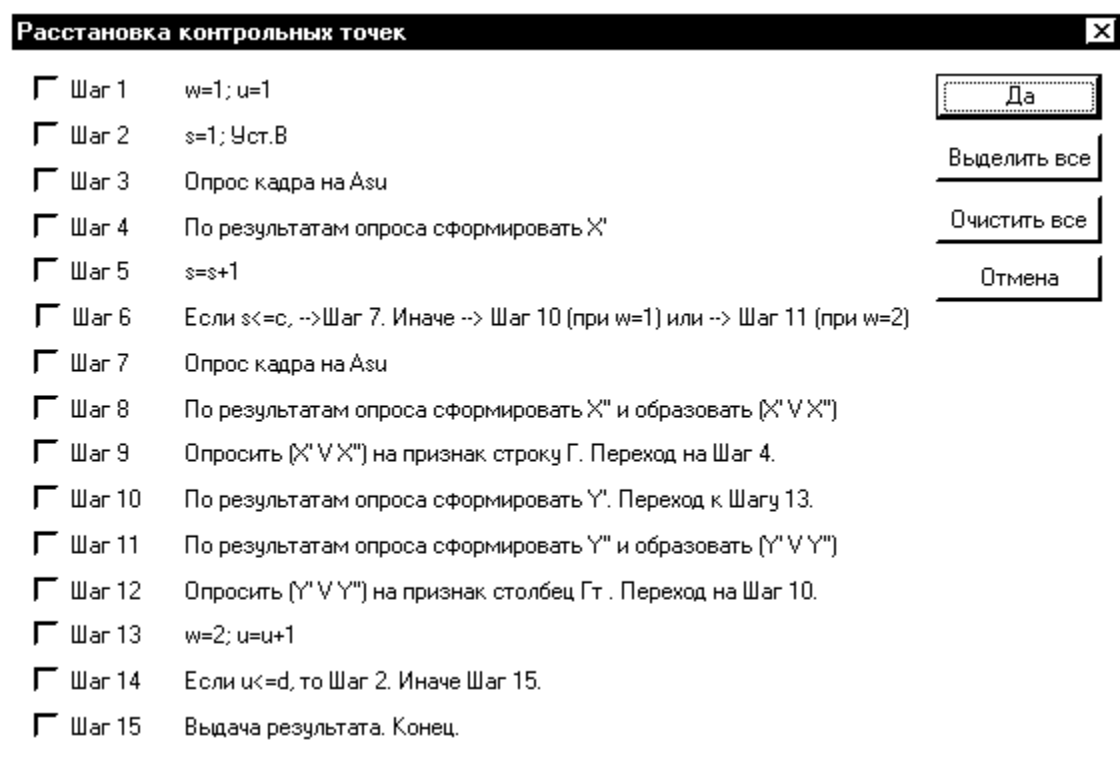 Расстановка контрольных точек
Шаг 1 w=1; u=1
Да
Шаг 2 s=1; Уст.В
Выделить все
Шаг 3 Опрос кадра на Asu
Шаг 4 По результатам опроса сформировать X'
Очистить все
Шаг 5 s=s+1
Отмена
Шаг 6 Если s<=c, -->Шаг 7. Иначе --> Шаг 10 (при w=1) или --> Шаг 11 (при w=2)
Шаг 7 Опрос кадра на Asu
Шаг 8 По результатам опроса сформировать X" и образовать (X' V X")
Шаг 9 Опросить (X' V X") на признак строку Г. Переход на Шаг 4.
Шаг 10 По результатам опроса сформировать Y'. Переход к Шагу 13.
Шаг 11 По результатам опроса сформировать Y" и образовать (Y' V Y")
Шаг 12 Опросить (Y' V Y") на признак столбец Гт . Переход на Шаг 10.
Шаг 13 w=2; u=u+1
Шаг 14 Если u<=d, то Шаг 2. Иначе Шаг 15.
Шаг 15 Выдача результата. Конец.